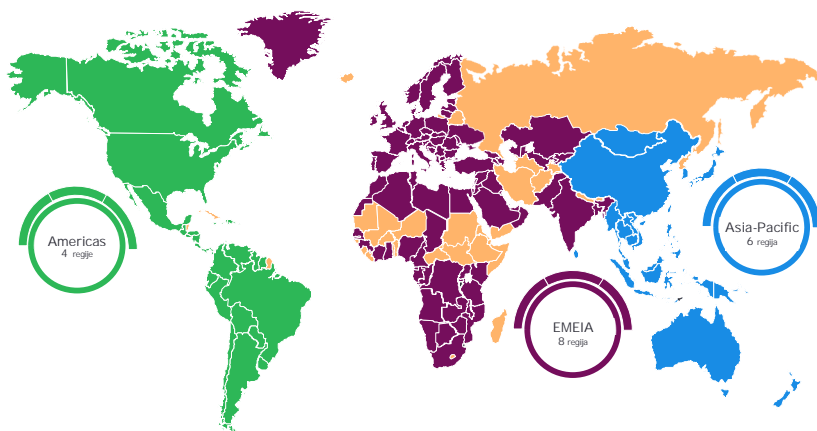 Americas
4 regije
Asia-Pacific
6 regija
EMEIA
8 regija